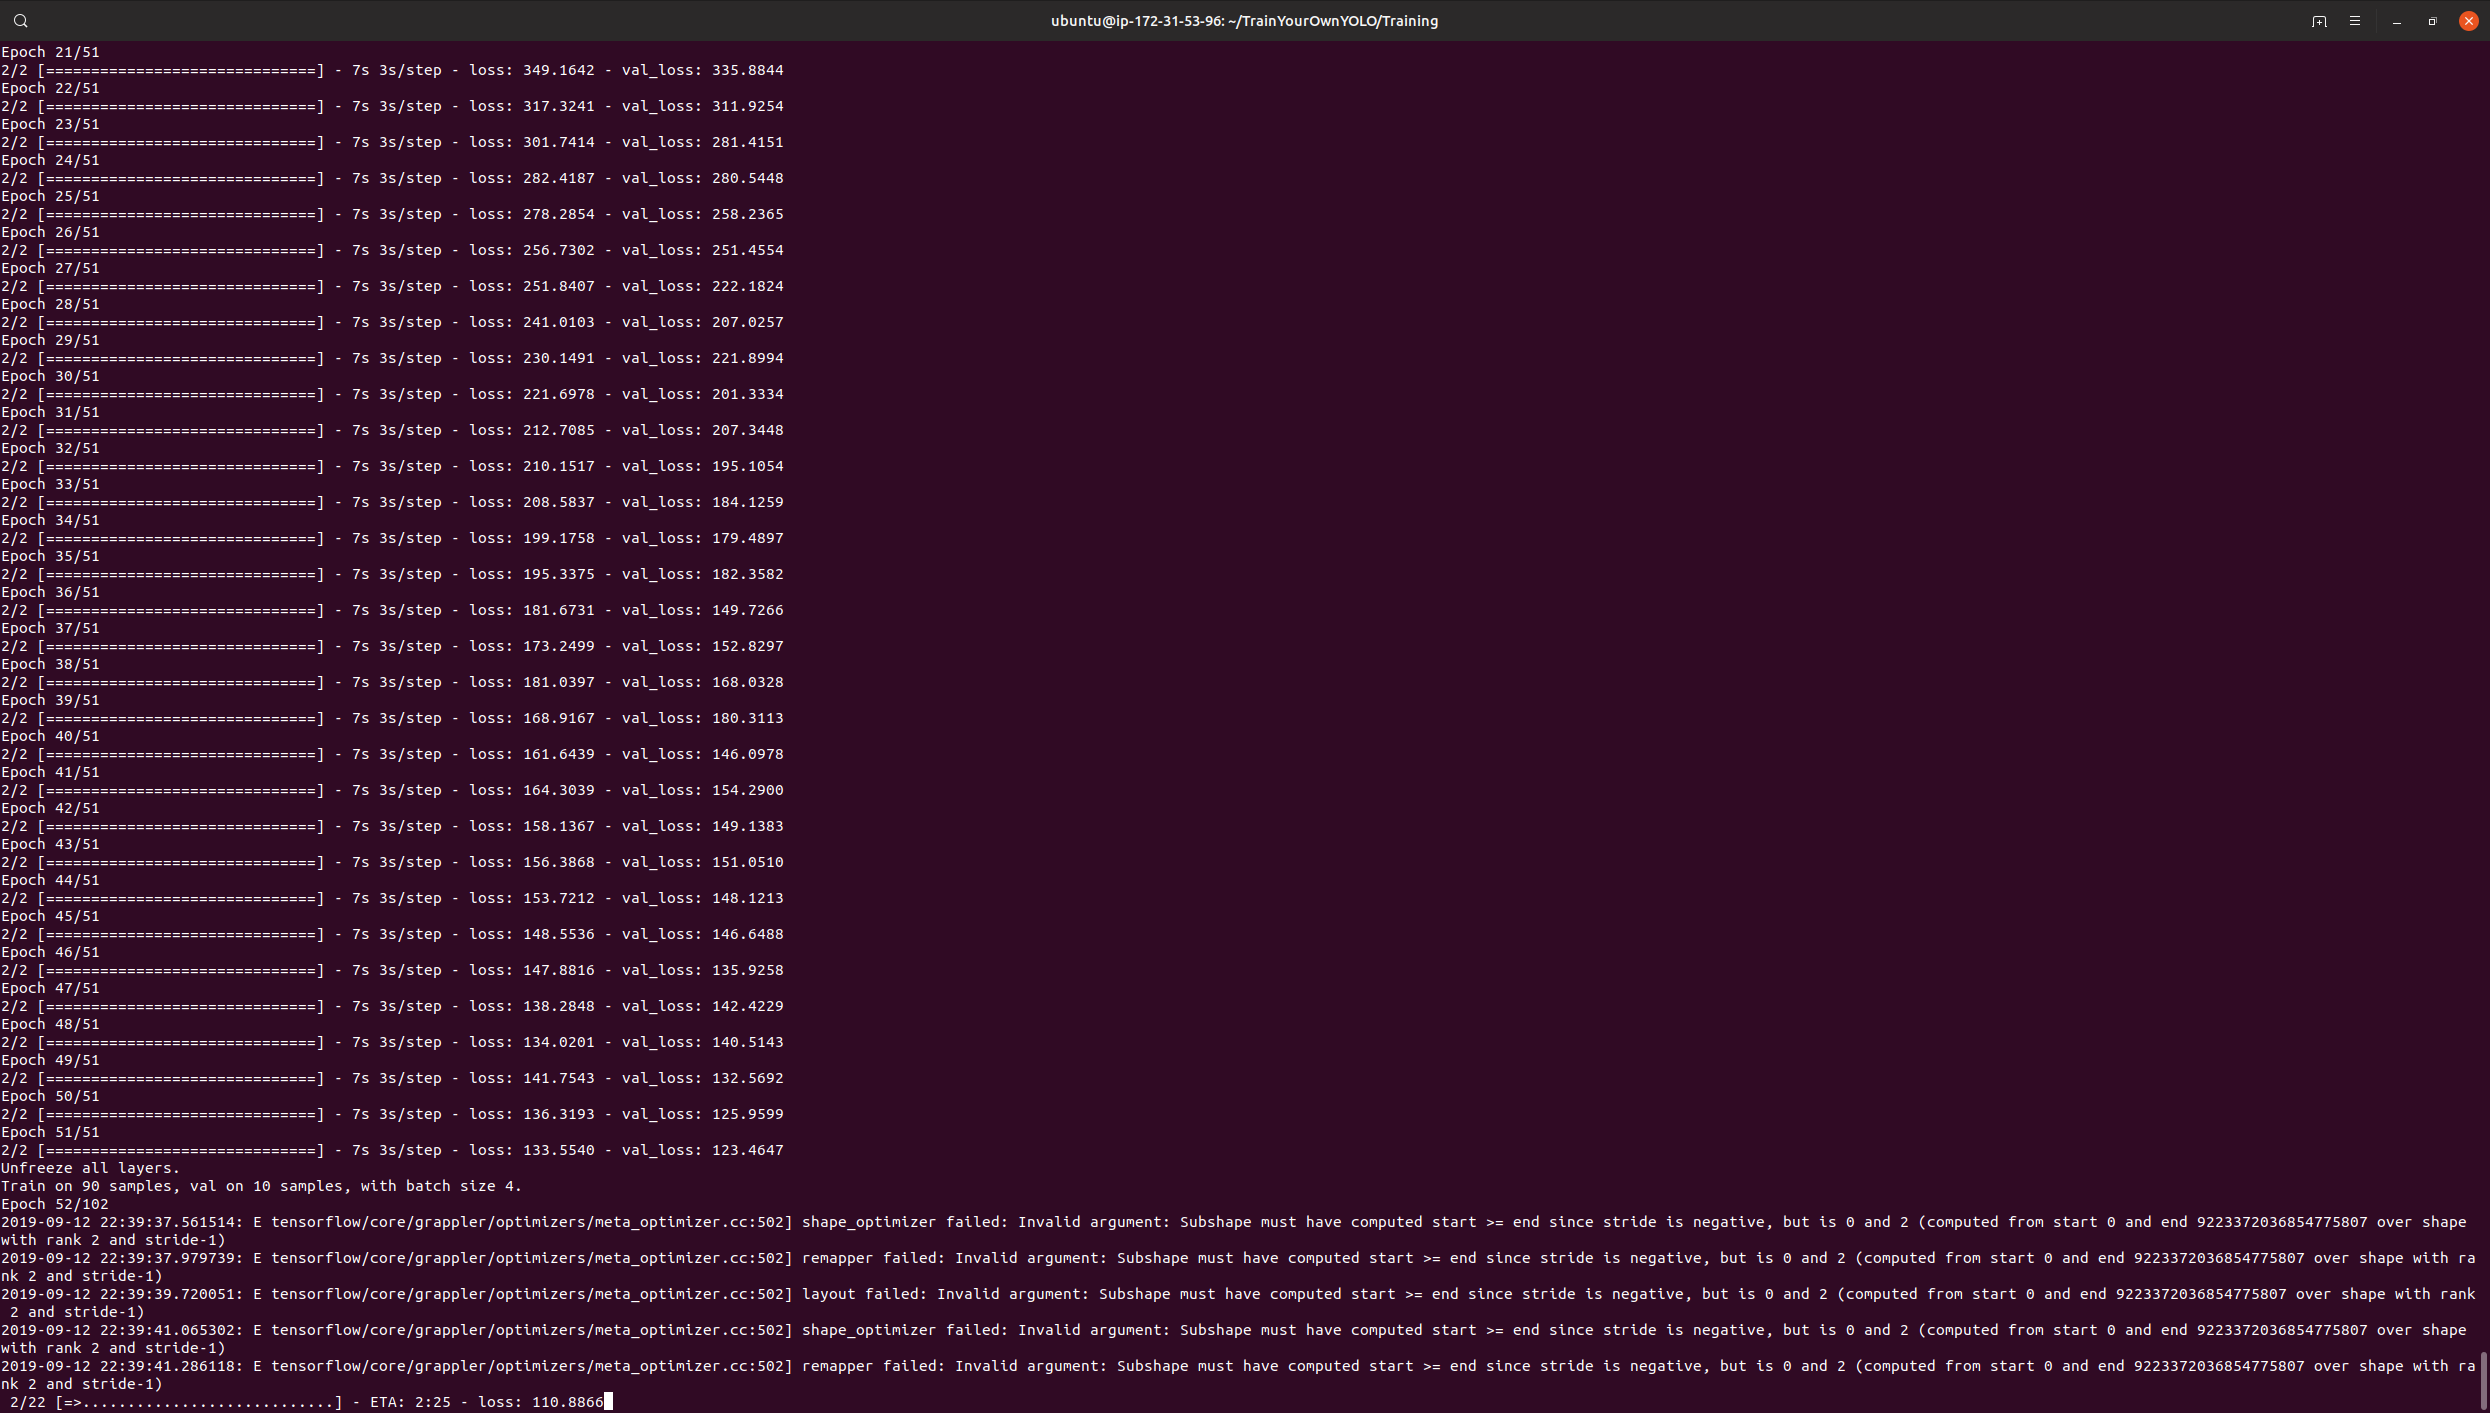 ubuntu@ip-172-31-53-96: ~/TrainYourOwnYOLO/Training
Epoch 21/51
2/2 [==============================] - 7s 3s/step - loss: 349.1642 - val_loss: 335.8844
Epoch 22/51
2/2 [==============================] - 7s 3s/step - loss: 317.3241 - val_loss: 311.9254
Epoch 23/51
2/2 [==============================] - 7s 3s/step - loss: 301.7414 - val_loss: 281.4151
Epoch 24/51
2/2 [==============================] - 7s 3s/step - loss: 282.4187 - val_loss: 280.5448
Epoch 25/51
2/2 [==============================] - 7s 3s/step - loss: 278.2854 - val_loss: 258.2365
Epoch 26/51
2/2 [==============================] - 7s 3s/step - loss: 256.7302 - val_loss: 251.4554
Epoch 27/51
2/2 [==============================] - 7s 3s/step - loss: 251.8407 - val_loss: 222.1824
Epoch 28/51
2/2 [==============================] - 7s 3s/step - loss: 241.0103 - val_loss: 207.0257
Epoch 29/51
2/2 [==============================] - 7s 3s/step - loss: 230.1491 - val_loss: 221.8994
Epoch 30/51
2/2 [==============================] - 7s 3s/step - loss: 221.6978 - val_loss: 201.3334
Epoch 31/51
2/2 [==============================] - 7s 3s/step - loss: 212.7085 - val_loss: 207.3448
Epoch 32/51
2/2 [==============================] - 7s 3s/step - loss: 210.1517 - val_loss: 195.1054
Epoch 33/51
2/2 [==============================] - 7s 3s/step - loss: 208.5837 - val_loss: 184.1259
Epoch 34/51
2/2 [==============================] - 7s 3s/step - loss: 199.1758 - val_loss: 179.4897
Epoch 35/51
2/2 [==============================] - 7s 3s/step - loss: 195.3375 - val_loss: 182.3582
Epoch 36/51
2/2 [==============================] - 7s 3s/step - loss: 181.6731 - val_loss: 149.7266
Epoch 37/51
2/2 [==============================] - 7s 3s/step - loss: 173.2499 - val_loss: 152.8297
Epoch 38/51
2/2 [==============================] - 7s 3s/step - loss: 181.0397 - val_loss: 168.0328
Epoch 39/51
2/2 [==============================] - 7s 3s/step - loss: 168.9167 - val_loss: 180.3113
Epoch 40/51
2/2 [==============================] - 7s 3s/step - loss: 161.6439 - val_loss: 146.0978
Epoch 41/51
2/2 [==============================] - 7s 3s/step - loss: 164.3039 - val_loss: 154.2900
Epoch 42/51
2/2 [==============================] - 7s 3s/step - loss: 158.1367 - val_loss: 149.1383
Epoch 43/51
2/2 [==============================] - 7s 3s/step - loss: 156.3868 - val_loss: 151.0510
Epoch 44/51
2/2 [==============================] - 7s 3s/step - loss: 153.7212 - val_loss: 148.1213
Epoch 45/51
2/2 [==============================] - 7s 3s/step - loss: 148.5536 - val_loss: 146.6488
Epoch 46/51
2/2 [==============================] - 7s 3s/step - loss: 147.8816 - val_loss: 135.9258
Epoch 47/51
2/2 [==============================] - 7s 3s/step - loss: 138.2848 - val_loss: 142.4229
Epoch 48/51
2/2 [==============================] - 7s 3s/step - loss: 134.0201 - val_loss: 140.5143
Epoch 49/51
2/2 [==============================] - 7s 3s/step - loss: 141.7543 - val_loss: 132.5692
Epoch 50/51
2/2 [==============================] - 7s 3s/step - loss: 136.3193 - val_loss: 125.9599
Epoch 51/51
2/2 [==============================] - 7s 3s/step - loss: 133.5540 - val_loss: 123.4647
Unfreeze all layers.
Train on 90 samples, val on 10 samples, with batch size 4.
Epoch 52/102
2019-09-12 22:39:37.561514: E tensorflow/core/grappler/optimizers/meta_optimizer.cc:502] shape_optimizer failed: Invalid argument: Subshape must have computed start >= end since stride is negative, but is 0 and 2 (computed from start 0 and end 9223372036854775807 over shape
with rank 2 and stride-1)
2019-09-12 22:39:37.979739: E tensorflow/core/grappler/optimizers/meta_optimizer.cc:502] remapper failed: Invalid argument: Subshape must have computed start >= end since stride is negative, but is 0 and 2 (computed from start 0 and end 9223372036854775807 over shape with ra
nk 2 and stride-1)
2019-09-12 22:39:39.720051: E tensorflow/core/grappler/optimizers/meta_optimizer.cc:502] layout failed: Invalid argument: Subshape must have computed start >= end since stride is negative, but is 0 and 2 (computed from start 0 and end 9223372036854775807 over shape with rank
 2 and stride-1)
2019-09-12 22:39:41.065302: E tensorflow/core/grappler/optimizers/meta_optimizer.cc:502] shape_optimizer failed: Invalid argument: Subshape must have computed start >= end since stride is negative, but is 0 and 2 (computed from start 0 and end 9223372036854775807 over shape
with rank 2 and stride-1)
2019-09-12 22:39:41.286118: E tensorflow/core/grappler/optimizers/meta_optimizer.cc:502] remapper failed: Invalid argument: Subshape must have computed start >= end since stride is negative, but is 0 and 2 (computed from start 0 and end 9223372036854775807 over shape with ra
nk 2 and stride-1)
 2/22 [=>............................] - ETA: 2:25 - loss: 110.8866